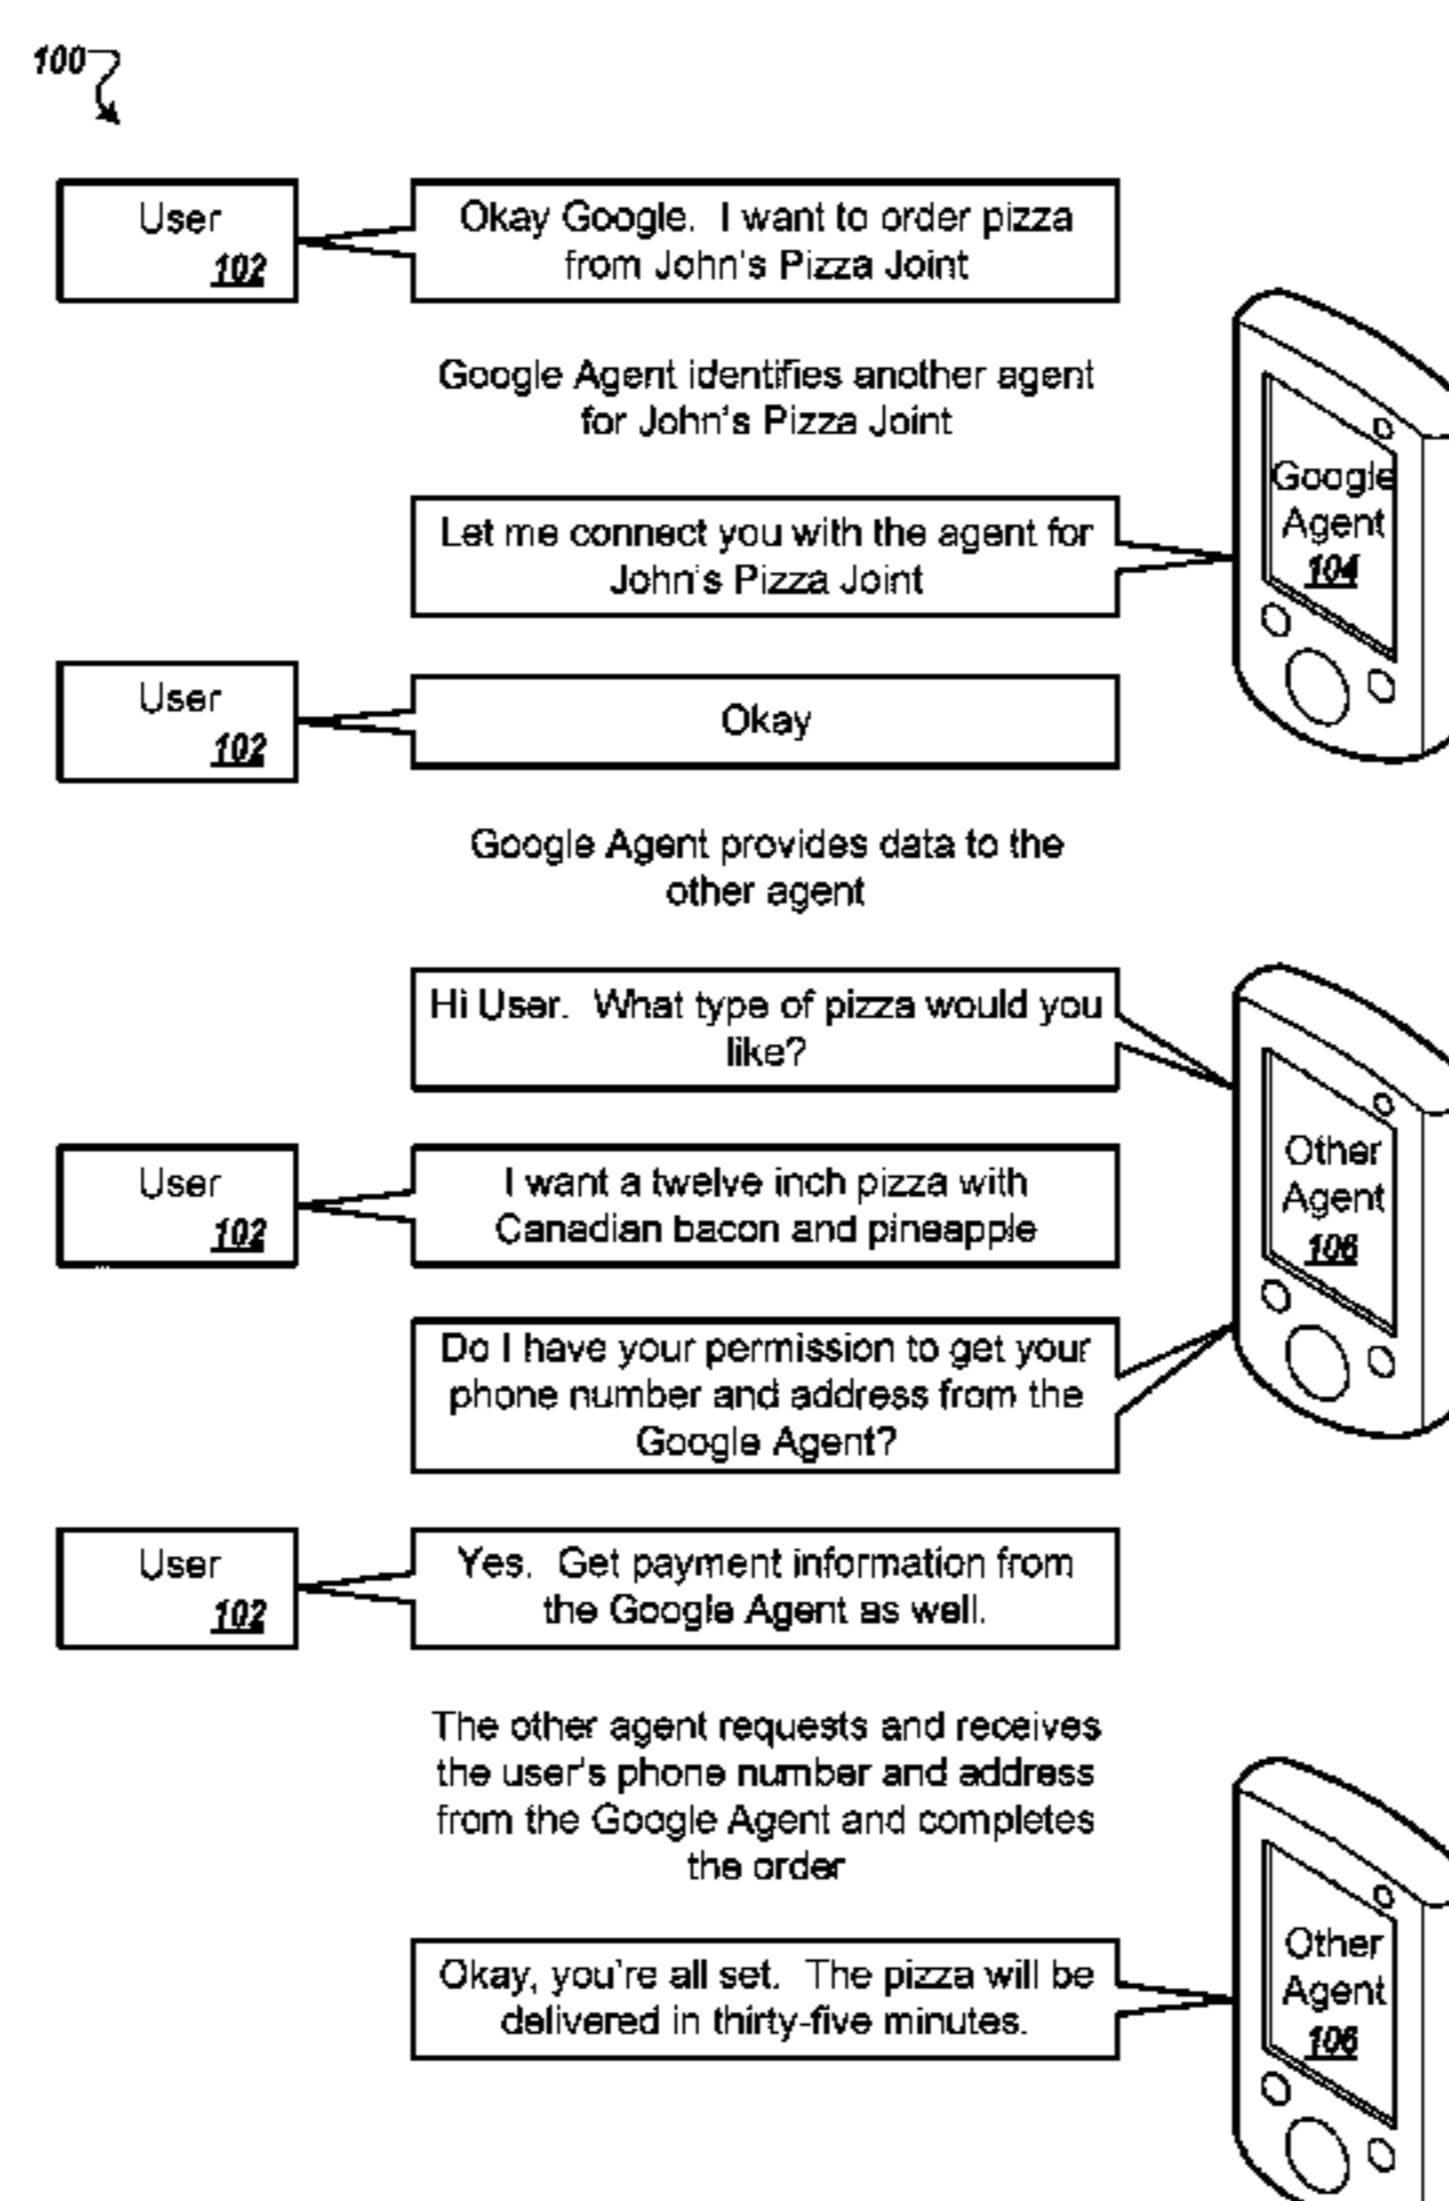 100
User
102
Okay Google. I want to order pizza
from John's Pizza Joint
Google Agent identifies another agent
for John's Pizza Joint
Let me connect you with the agent for
John's Pizza Joint
Google
Agent
104
User
102
Okay
Google Agent provides data to the
other agent
Hi User. What type of pizza would you
like?
User
102
I want a twelve inch pizza with
Canadian bacon and pineapple
Other
Agent
106
Do I have your permission to get your
phone number and address from the
Google Agent?
User
102
Yes. Get payment information from
the Google Agent as well.
The other agent requests and receives
the user's phone number and address
from the Google Agent and completes
the order
Okay, you're all set. The pizza will be
delivered in thirty-five minutes.
Other
Agent
106